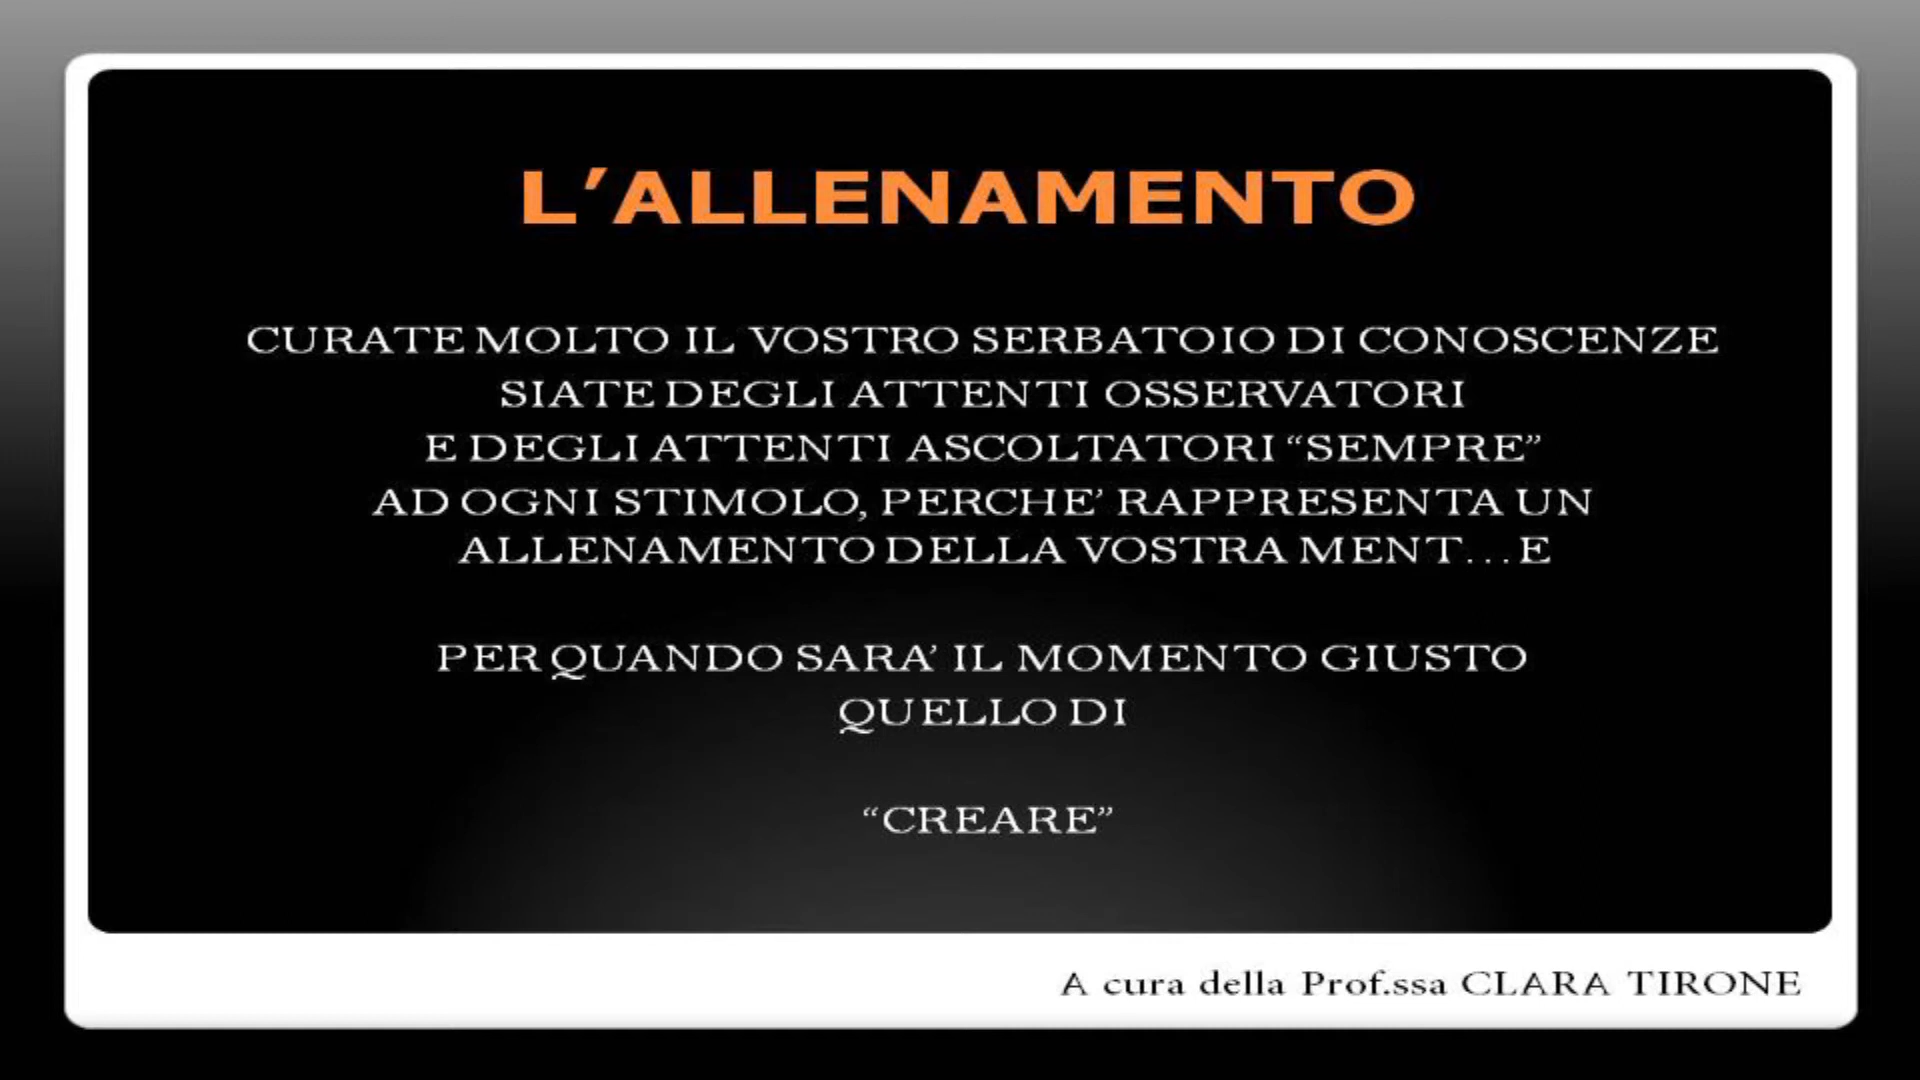 L’ALLENAMENTO
CURATE MOLTO IL VOSTRO SERBATOIO DI CONOSCENZE
SIATE DEGLI ATTENTI OSSERVATORI
E DEGLI ATTENTI ASCOLTATORI “SEMPRE”
AD OGNI STIMOLO, PERCHE’ RAPPRESENTA UN
ALLENAMENTO DELLA VOSTRA MENT...E
PER QUANDO SARA’ IL MOMENTO GIUSTO
QUELLO DI
“CREARE”
A cura della Prof.ssa CLARA TIRONE